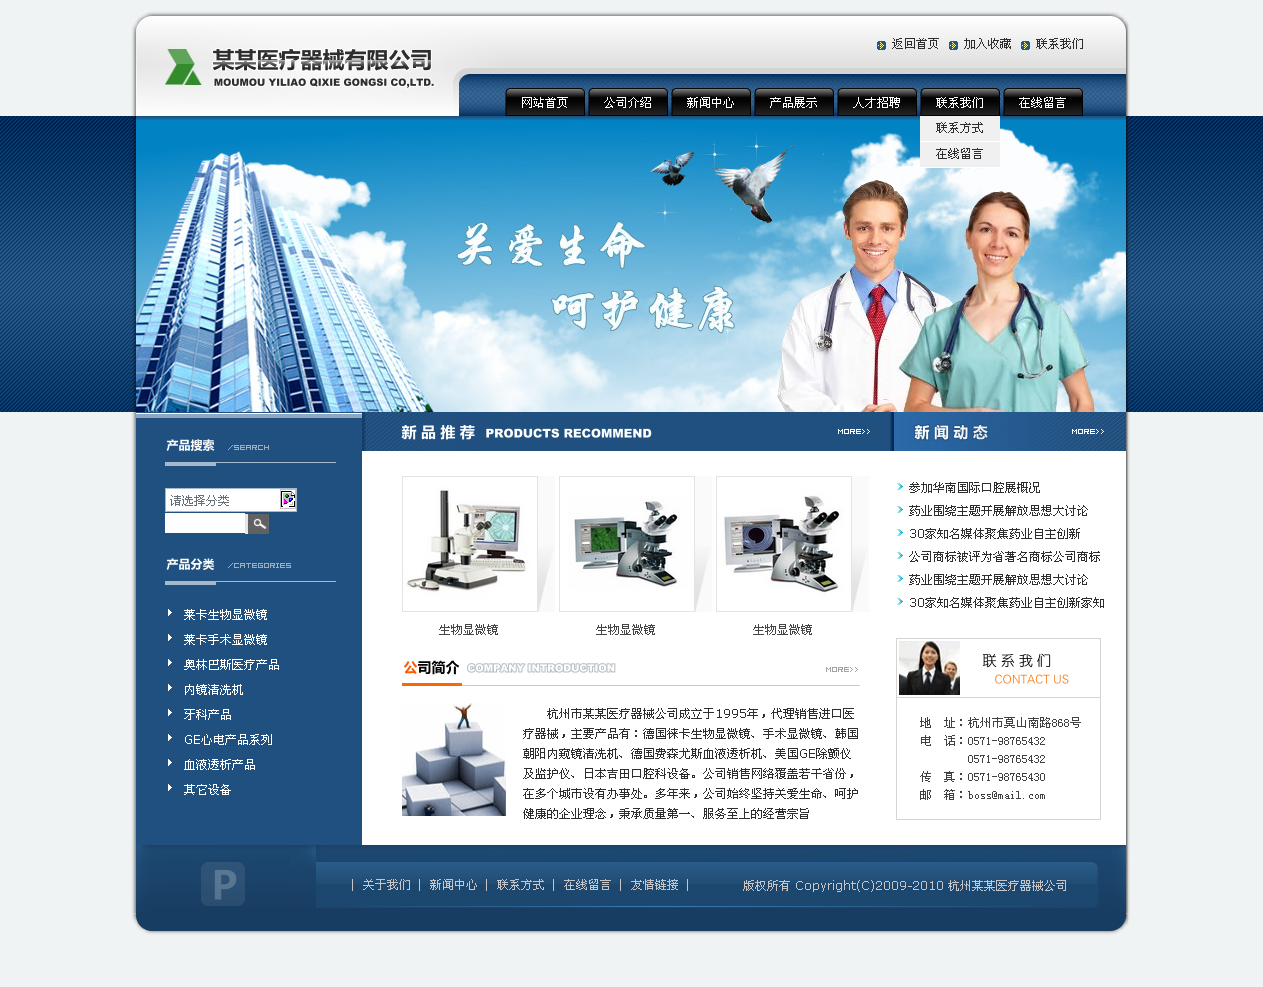 某某医疗器械有限公司
MOUMOU YILIAO QIXIE GONGSI CO,LTD.
返回首页 加入收藏 联系我们
网站首页 公司介绍 新闻中心 产品展示 人才招聘 联系我们 在线留言
联系方式
在线留言
关爱生命
呵护健康
产品搜索 /SEARCH
请选择分类
产品分类 /CATEGORIES
莱卡生物显微镜
莱卡手术显微镜
奥林巴斯医疗产品
内镜清洗机
牙科产品
GE心电产品系列
血液透析产品
其它设备
新品推荐 PRODUCTS RECOMMEND MORE>>
生物显微镜 生物显微镜 生物显微镜
公司简介 COMPANY INTRODUCTION MORE>>
杭州市某某医疗器械公司成立于1995年，代理销售进口医
疗器械，主要产品有：德国徕卡生物显微镜、手术显微镜、韩国
朝阳内窥镜清洗机、德国费森尤斯血液透析机、美国GE除颤仪
及监护仪、日本吉田口腔科设备。公司销售网络覆盖若干省份，
在多个城市设有办事处。多年来，公司始终坚持关爱生命、呵护
健康的企业理念，秉承质量第一、服务至上的经营宗旨
新闻动态 MORE>>
参加华南国际口腔展概况
药业围绕主题开展解放思想大讨论
30家知名媒体聚焦药业自主创新
公司商标被评为省著名商标公司商标
药业围绕主题开展解放思想大讨论
30家知名媒体聚焦药业自主创新家知
联系我们
CONTACT US
地 址：杭州市莫山南路868号
电 话：0571-98765432
0571-98765432
传 真：0571-98765430
邮 箱：boss@mail.com
P
| 关于我们 | 新闻中心 | 联系方式 | 在线留言 | 友情链接 |
版权所有 Copyright(C)2009-2010 杭州某某医疗器械公司